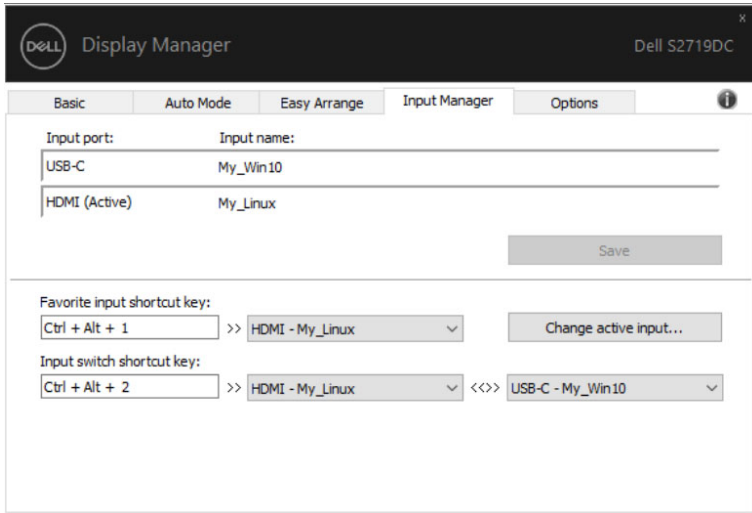 x
DELL Display Manager Dell S2719DC
Basic Auto Mode Easy Arrange Input Manager Options i
Input port: Input name:
USB-C My_Win10
HDMI (Active) My_Linux
Save
Favorite input shortcut key:
Ctrl + Alt + 1 >> HDMI - My_Linux Change active input...
Input switch shortcut key:
Ctrl + Alt + 2 >> HDMI - My_Linux <<>> USB-C - My_Win10